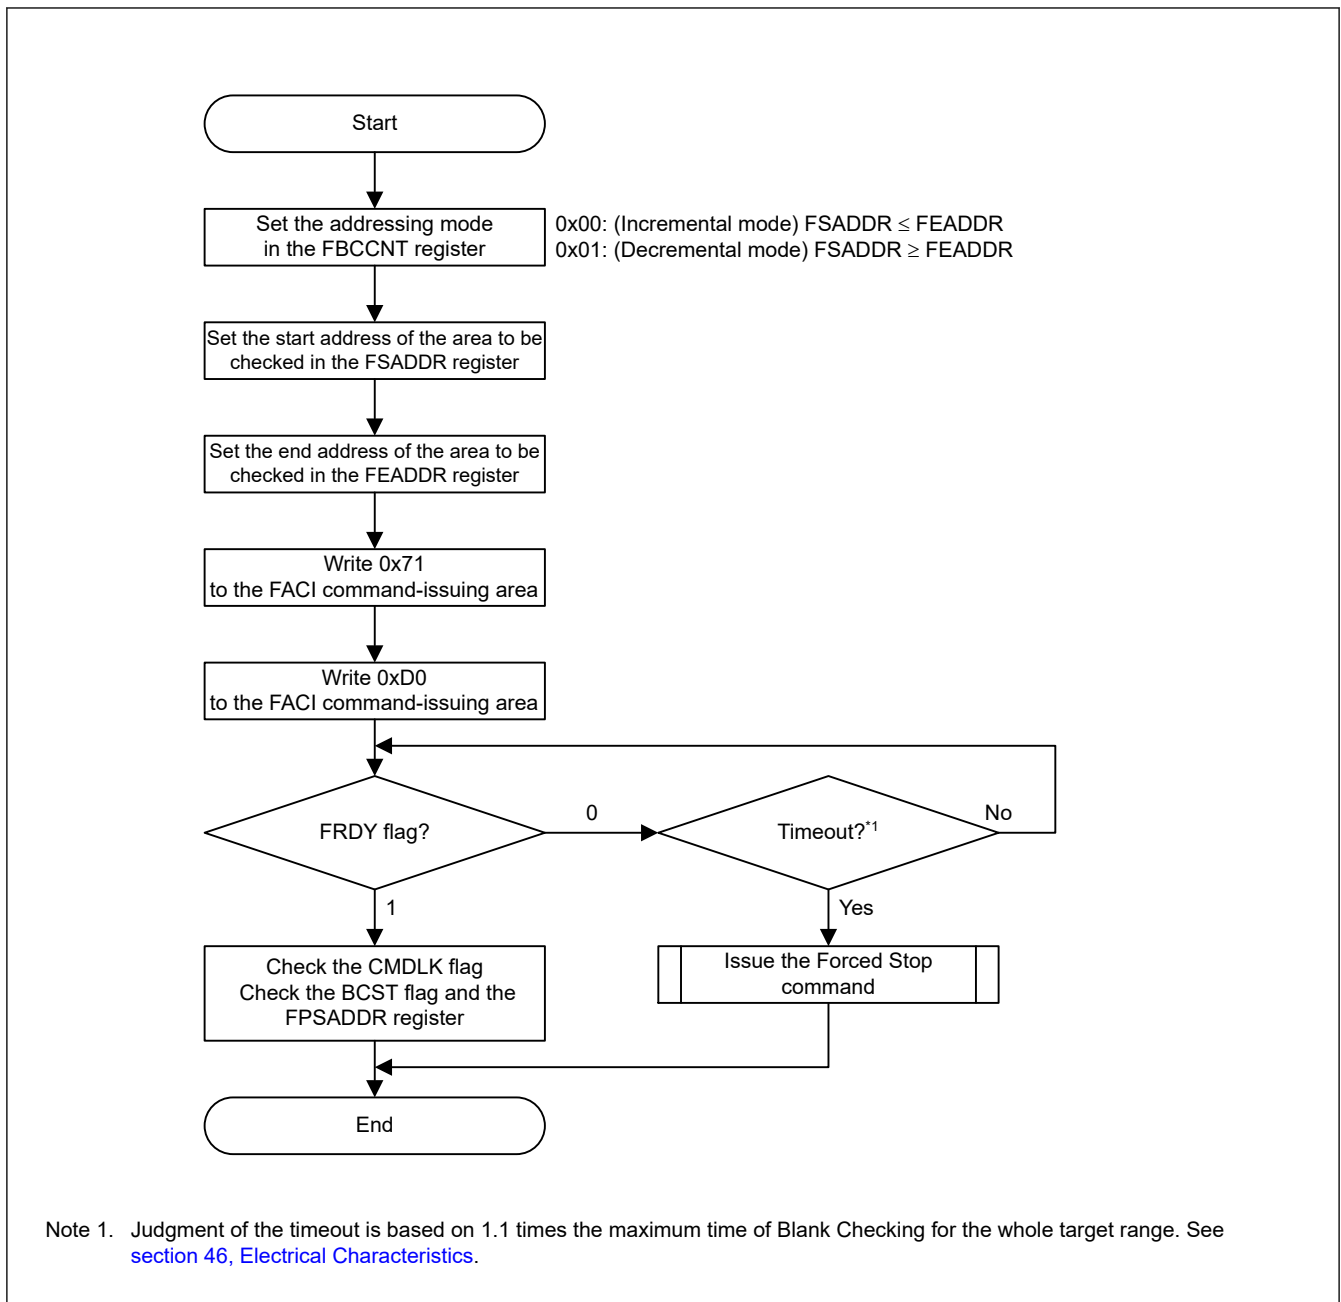 Start
Set the addressing mode
in the FBCCNT register
0x00: (Incremental mode) FSADDR ≤ FEADDR
0x01: (Decremental mode) FSADDR ≥ FEADDR
Set the start address of the area to be
checked in the FSADDR register
Set the end address of the area to be
checked in the FEADDR register
Write 0x71
to the FACI command-issuing area
Write 0xD0
to the FACI command-issuing area
FRDY flag?
0
Timeout?*1
No
1
Yes
Check the CMDLK flag
Check the BCST flag and the
FPSADDR register
Issue the Forced Stop
command
End
Note 1. Judgment of the timeout is based on 1.1 times the maximum time of Blank Checking for the whole target range. See
section 46, Electrical Characteristics.